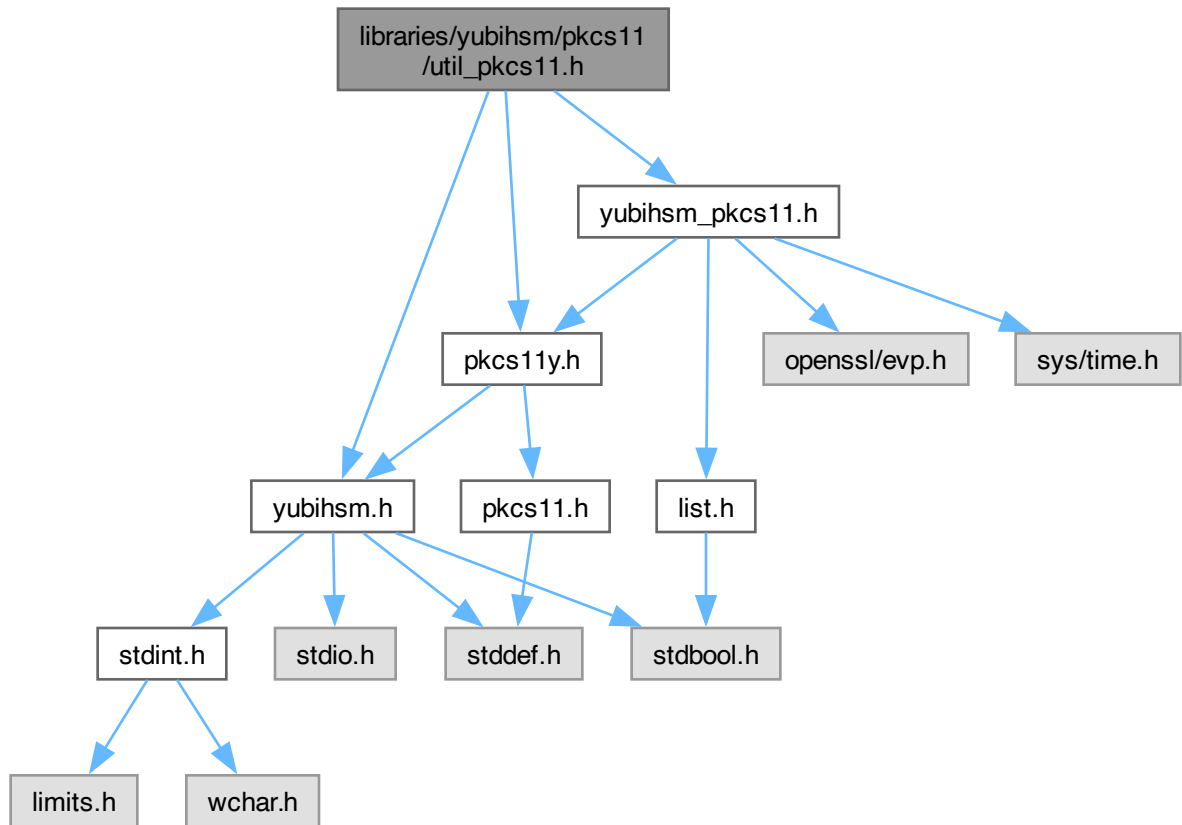 libraries/yubihsm/pkcs11
/util_pkcs11.h
yubihsm_pkcs11.h
pkcs11y.h
openssl/evp.h
sys/time.h
yubihsm.h
pkcs11.h
list.h
stdint.h
stdio.h
stddef.h
stdbool.h
limits.h
wchar.h